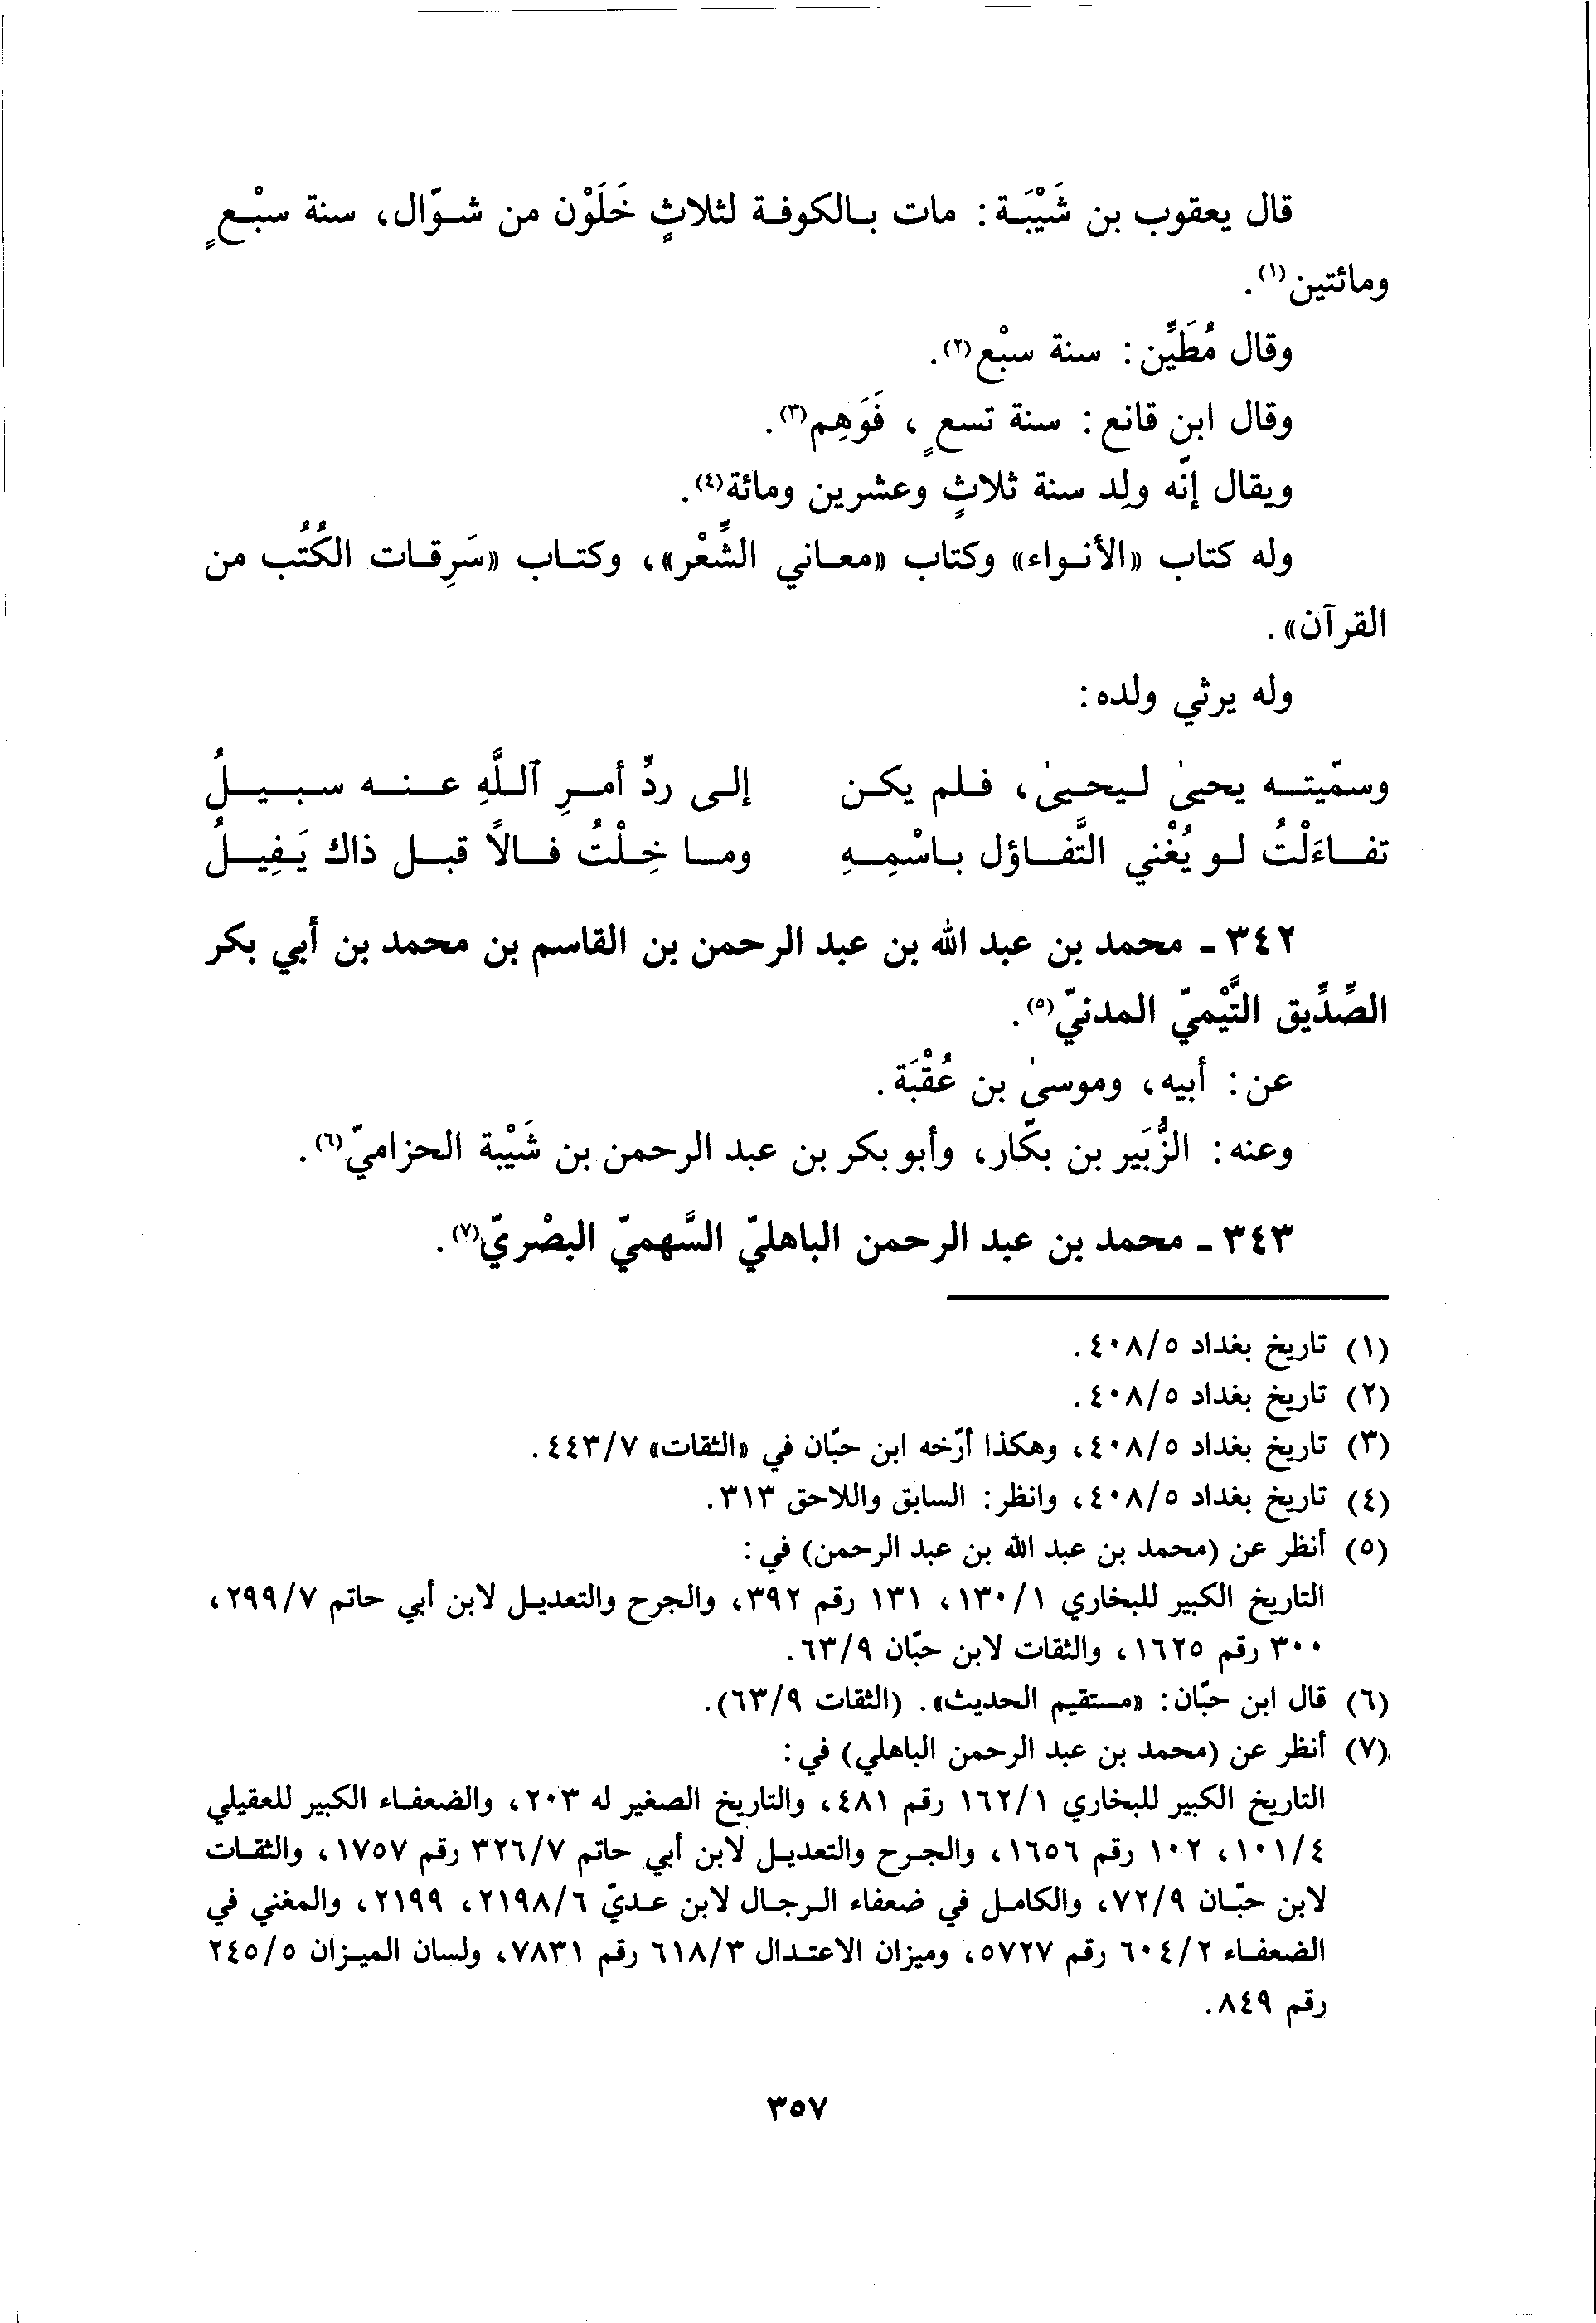 قال يعقوب بن شَيْبَة: مات بالكوفة لثلاثٍ خَلَوْن من شوّال، سنة سبْعٍ
ومائتين(١).
وقال مُطَيَّن: سنة سبْع(٢).
وقال ابن قانع: سنة تسعٍ، فَوَهِم(٣).
ويقال إنّه ولِد سنة ثلاثٍ وعشرين ومائة(٤).
وله كتاب «الأنواء» وكتاب «معاني الشِّعْر»، وكتاب «سَرِقات الكُتُب من
القرآن».
وله يرثي ولده:
وسمّيته يحيىٰ ليحيىٰ، فلم يكن إلى ردِّ أمرِ ٱللَّهِ عنه سبيلُ
تفاءَلْتُ لو يُغْني التَّفاؤل باسْمِهِ وما خِلْتُ فالًا قبل ذاك يَفِيلُ
٣٤٢ - محمد بن عبد الله بن عبد الرحمن بن القاسم بن محمد بن أبي بكر
الصِّدِّيق التَّيْميّ المدنيّ(٥).
عن: أبيه، وموسىٰ بن عُقْبَة.
وعنه: الزُّبَير بن بكّار، وأبو بكر بن عبد الرحمن بن شَيْبة الحزاميّ(٦).
٣٤٣ - محمد بن عبد الرحمن الباهليّ السَّهميّ البصْريّ(٧).
(١) تاريخ بغداد ٤٠٨/٥.
(٢) تاريخ بغداد ٤٠٨/٥.
(٣) تاريخ بغداد ٤٠٨/٥، وهكذا أرّخه ابن حبّان في «الثقات» ٤٤٣/٧.
(٤) تاريخ بغداد ٤٠٨/٥، وانظر: السابق واللاحق ٣١٣.
(٥) أنظر عن (محمد بن عبد الله بن عبد الرحمن) في:
التاريخ الكبير للبخاري ١٣٠/١، ١٣١ رقم ٣٩٢، والجرح والتعديل لابن أبي حاتم ٢٩٩/٧،
٣٠٠ رقم ١٦٢٥، والثقات لابن حبّان ٦٣/٩.
(٦) قال ابن حبّان: «مستقيم الحديث». (الثقات ٦٣/٩).
(٧) أنظر عن (محمد بن عبد الرحمن الباهلي) في:
التاريخ الكبير للبخاري ١٦٢/١ رقم ٤٨١، والتاريخ الصغير له ٢٠٣، والضعفاء الكبير للعقيلي
١٠١/٤، ١٠٢ رقم ١٦٥٦، والجرح والتعديل لابن أبي حاتم ٣٢٦/٧ رقم ١٧٥٧، والثقات
لابن حبّان ٧٢/٩، والكامل في ضعفاء الرجال لابن عديّ ٢١٩٨/٦، ٢١٩٩، والمغني في
الضعفاء ٦٠٤/٢ رقم ٥٧٢٧، وميزان الاعتدال ٦١٨/٣ رقم ٧٨٣١، ولسان الميزان ٢٤٥/٥
رقم ٨٤٩.
٣٥٧